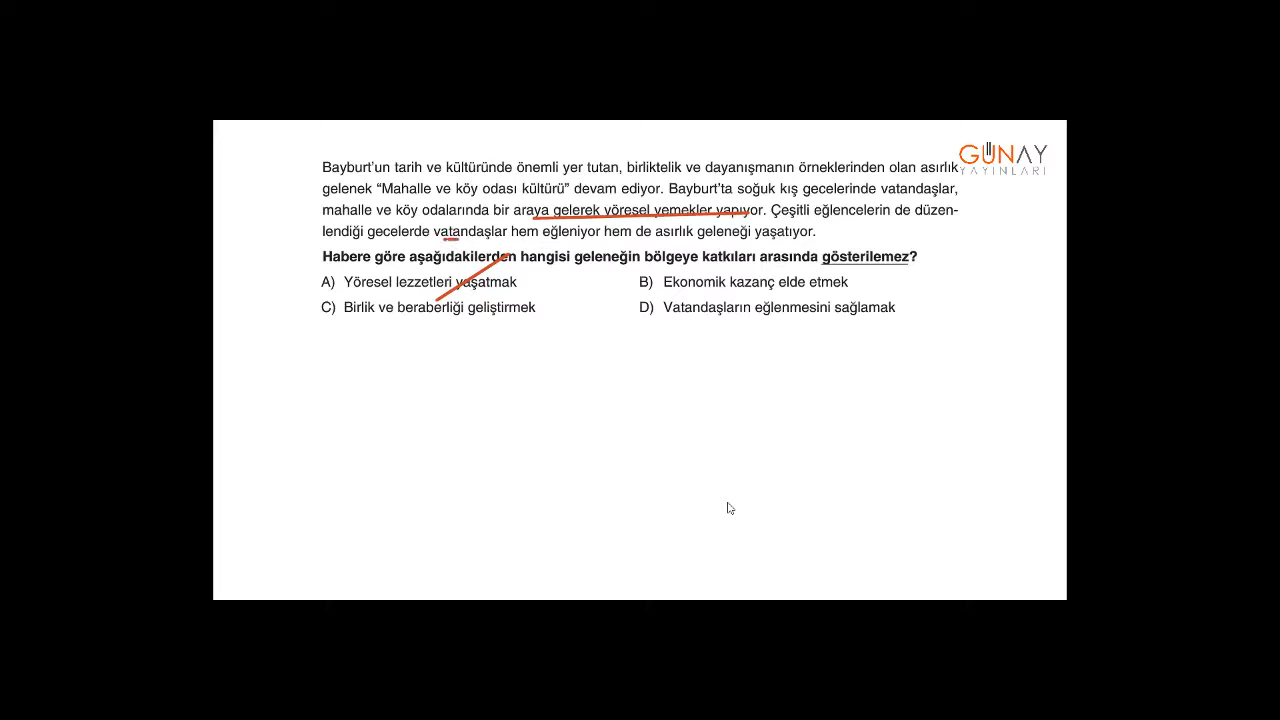 GÜNAY
YAYINLARI
Bayburt'un tarih ve kültüründe önemli yer tutan, birliktelik ve dayanışmanın örneklerinden olan asırlık
gelenek “Mahalle ve köy odası kültürü” devam ediyor. Bayburt'ta soğuk kış gecelerinde vatandaşlar,
mahalle ve köy odalarında bir araya gelerek yöresel yemekler yapıyor. Çeşitli eğlencelerin de düzen-
lendiği gecelerde vatandaşlar hem eğleniyor hem de asırlık geleneği yaşatıyor.
Habere göre aşağıdakilerden hangisi geleneğin bölgeye katkıları arasında gösterilemez?
A) Yöresel lezzetleri yaşatmak B) Ekonomik kazanç elde etmek
C) Birlik ve beraberliği geliştirmek D) Vatandaşların eğlenmesini sağlamak